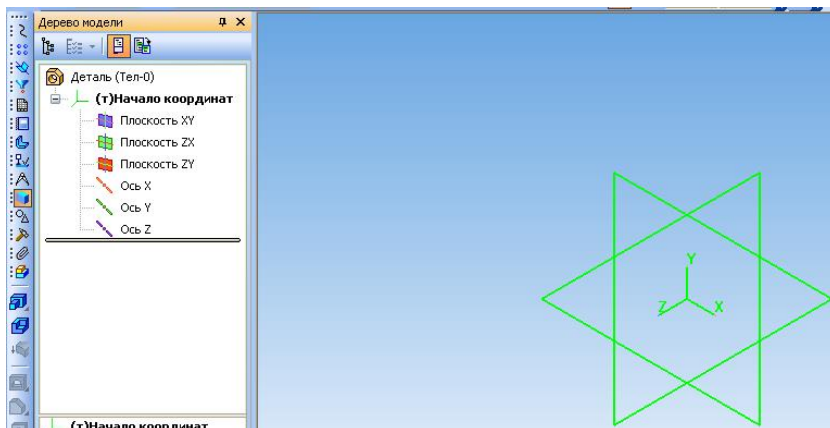 Дерево модели
Деталь (Тел-0)
(т)Начало координат
Плоскость XY
Плоскость ZX
Плоскость ZY
Ось X
Ось Y
Ось Z
Y
Z X
(т)Начало координат